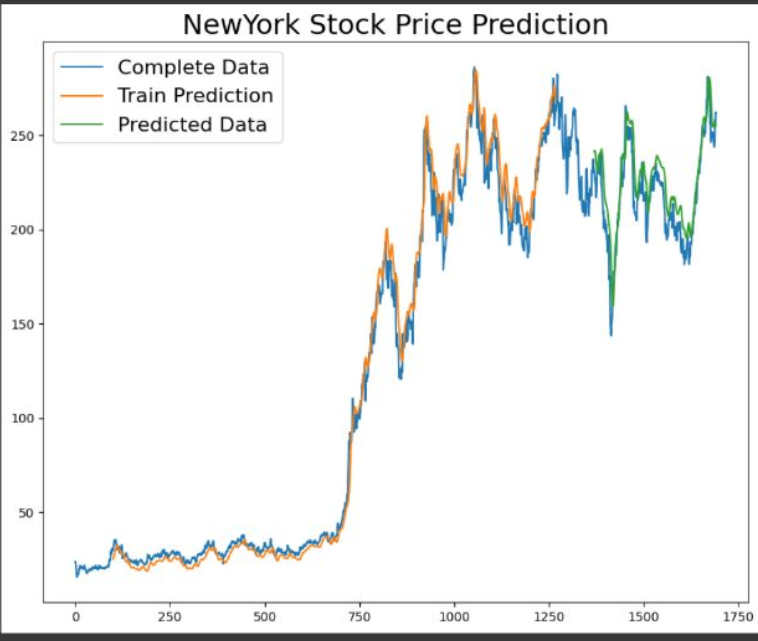 NewYork Stock Price Prediction
Complete Data
Train Prediction
Predicted Data
250
200
150
100
50
0 250 500 750 1000 1250 1500 1750